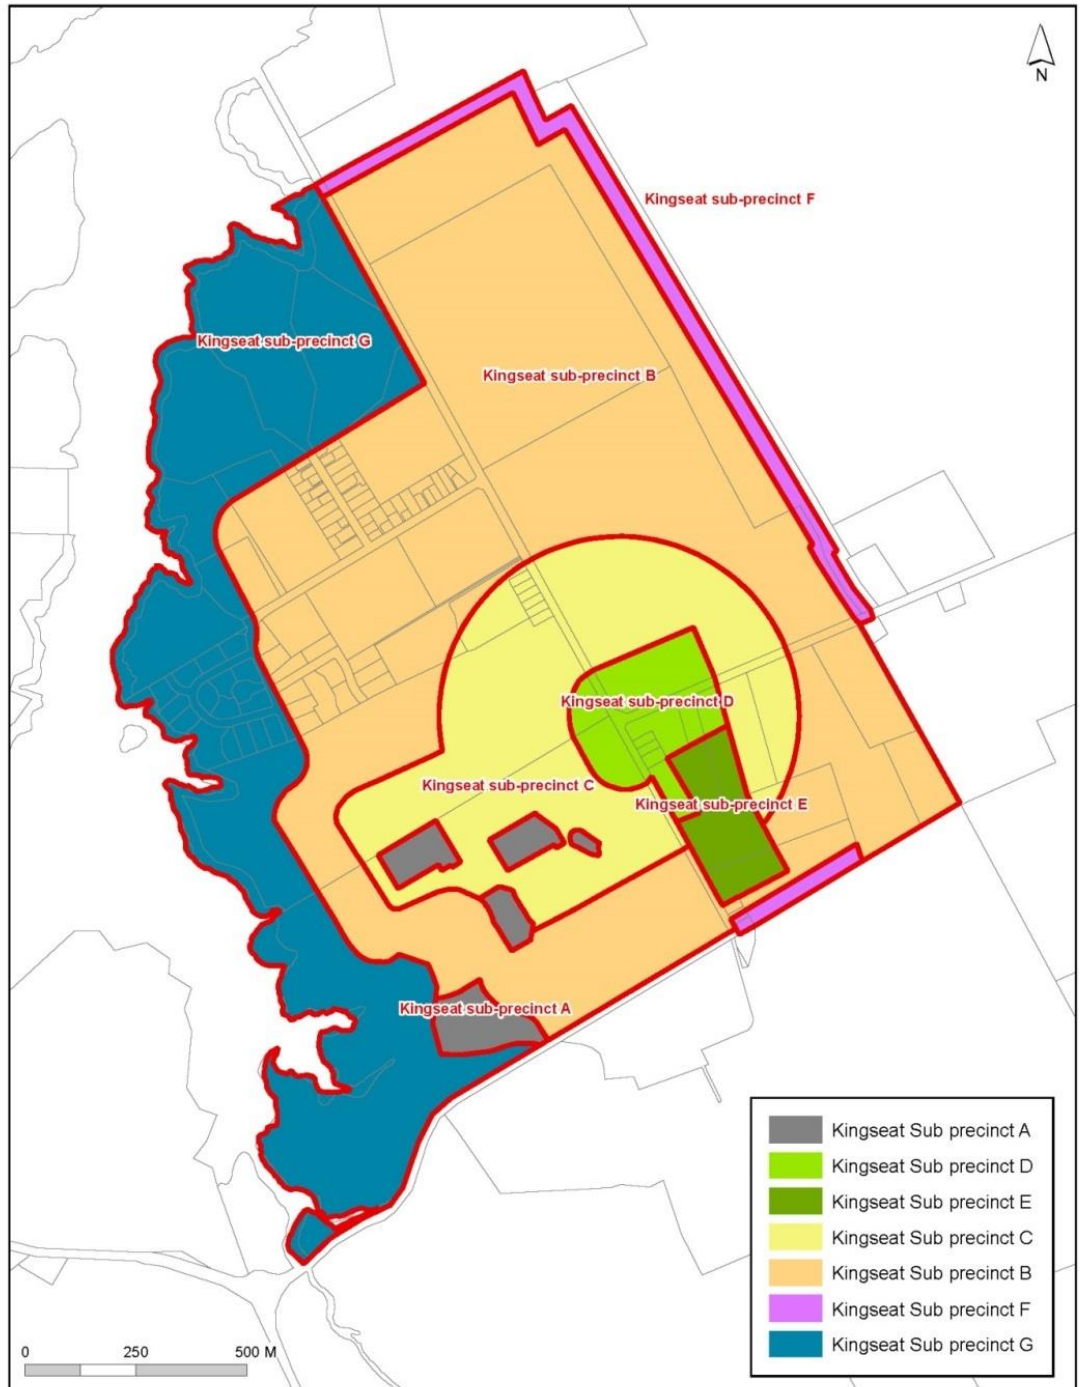 N
Kingseat sub-precinct F
Kingseat sub-precinct G
Kingseat sub-precinct B
Kingseat sub-precinct D
Kingseat sub-precinct C
Kingseat sub-precinct E
Kingseat sub-precinct A
Kingseat Sub precinct A
Kingseat Sub precinct D
Kingseat Sub precinct E
Kingseat Sub precinct C
Kingseat Sub precinct B
Kingseat Sub precinct F
Kingseat Sub precinct G
0 250 500 M